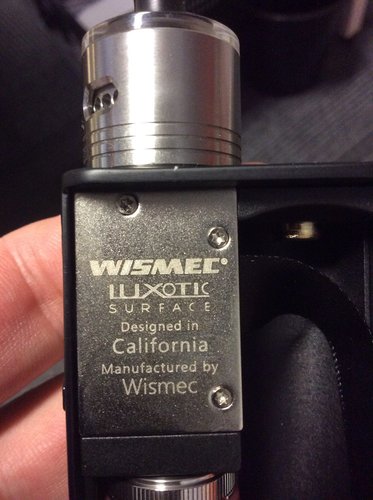 WISMEC®
LUXOTIC
SURFACE
Designed in
California
Manufactured by
Wismec